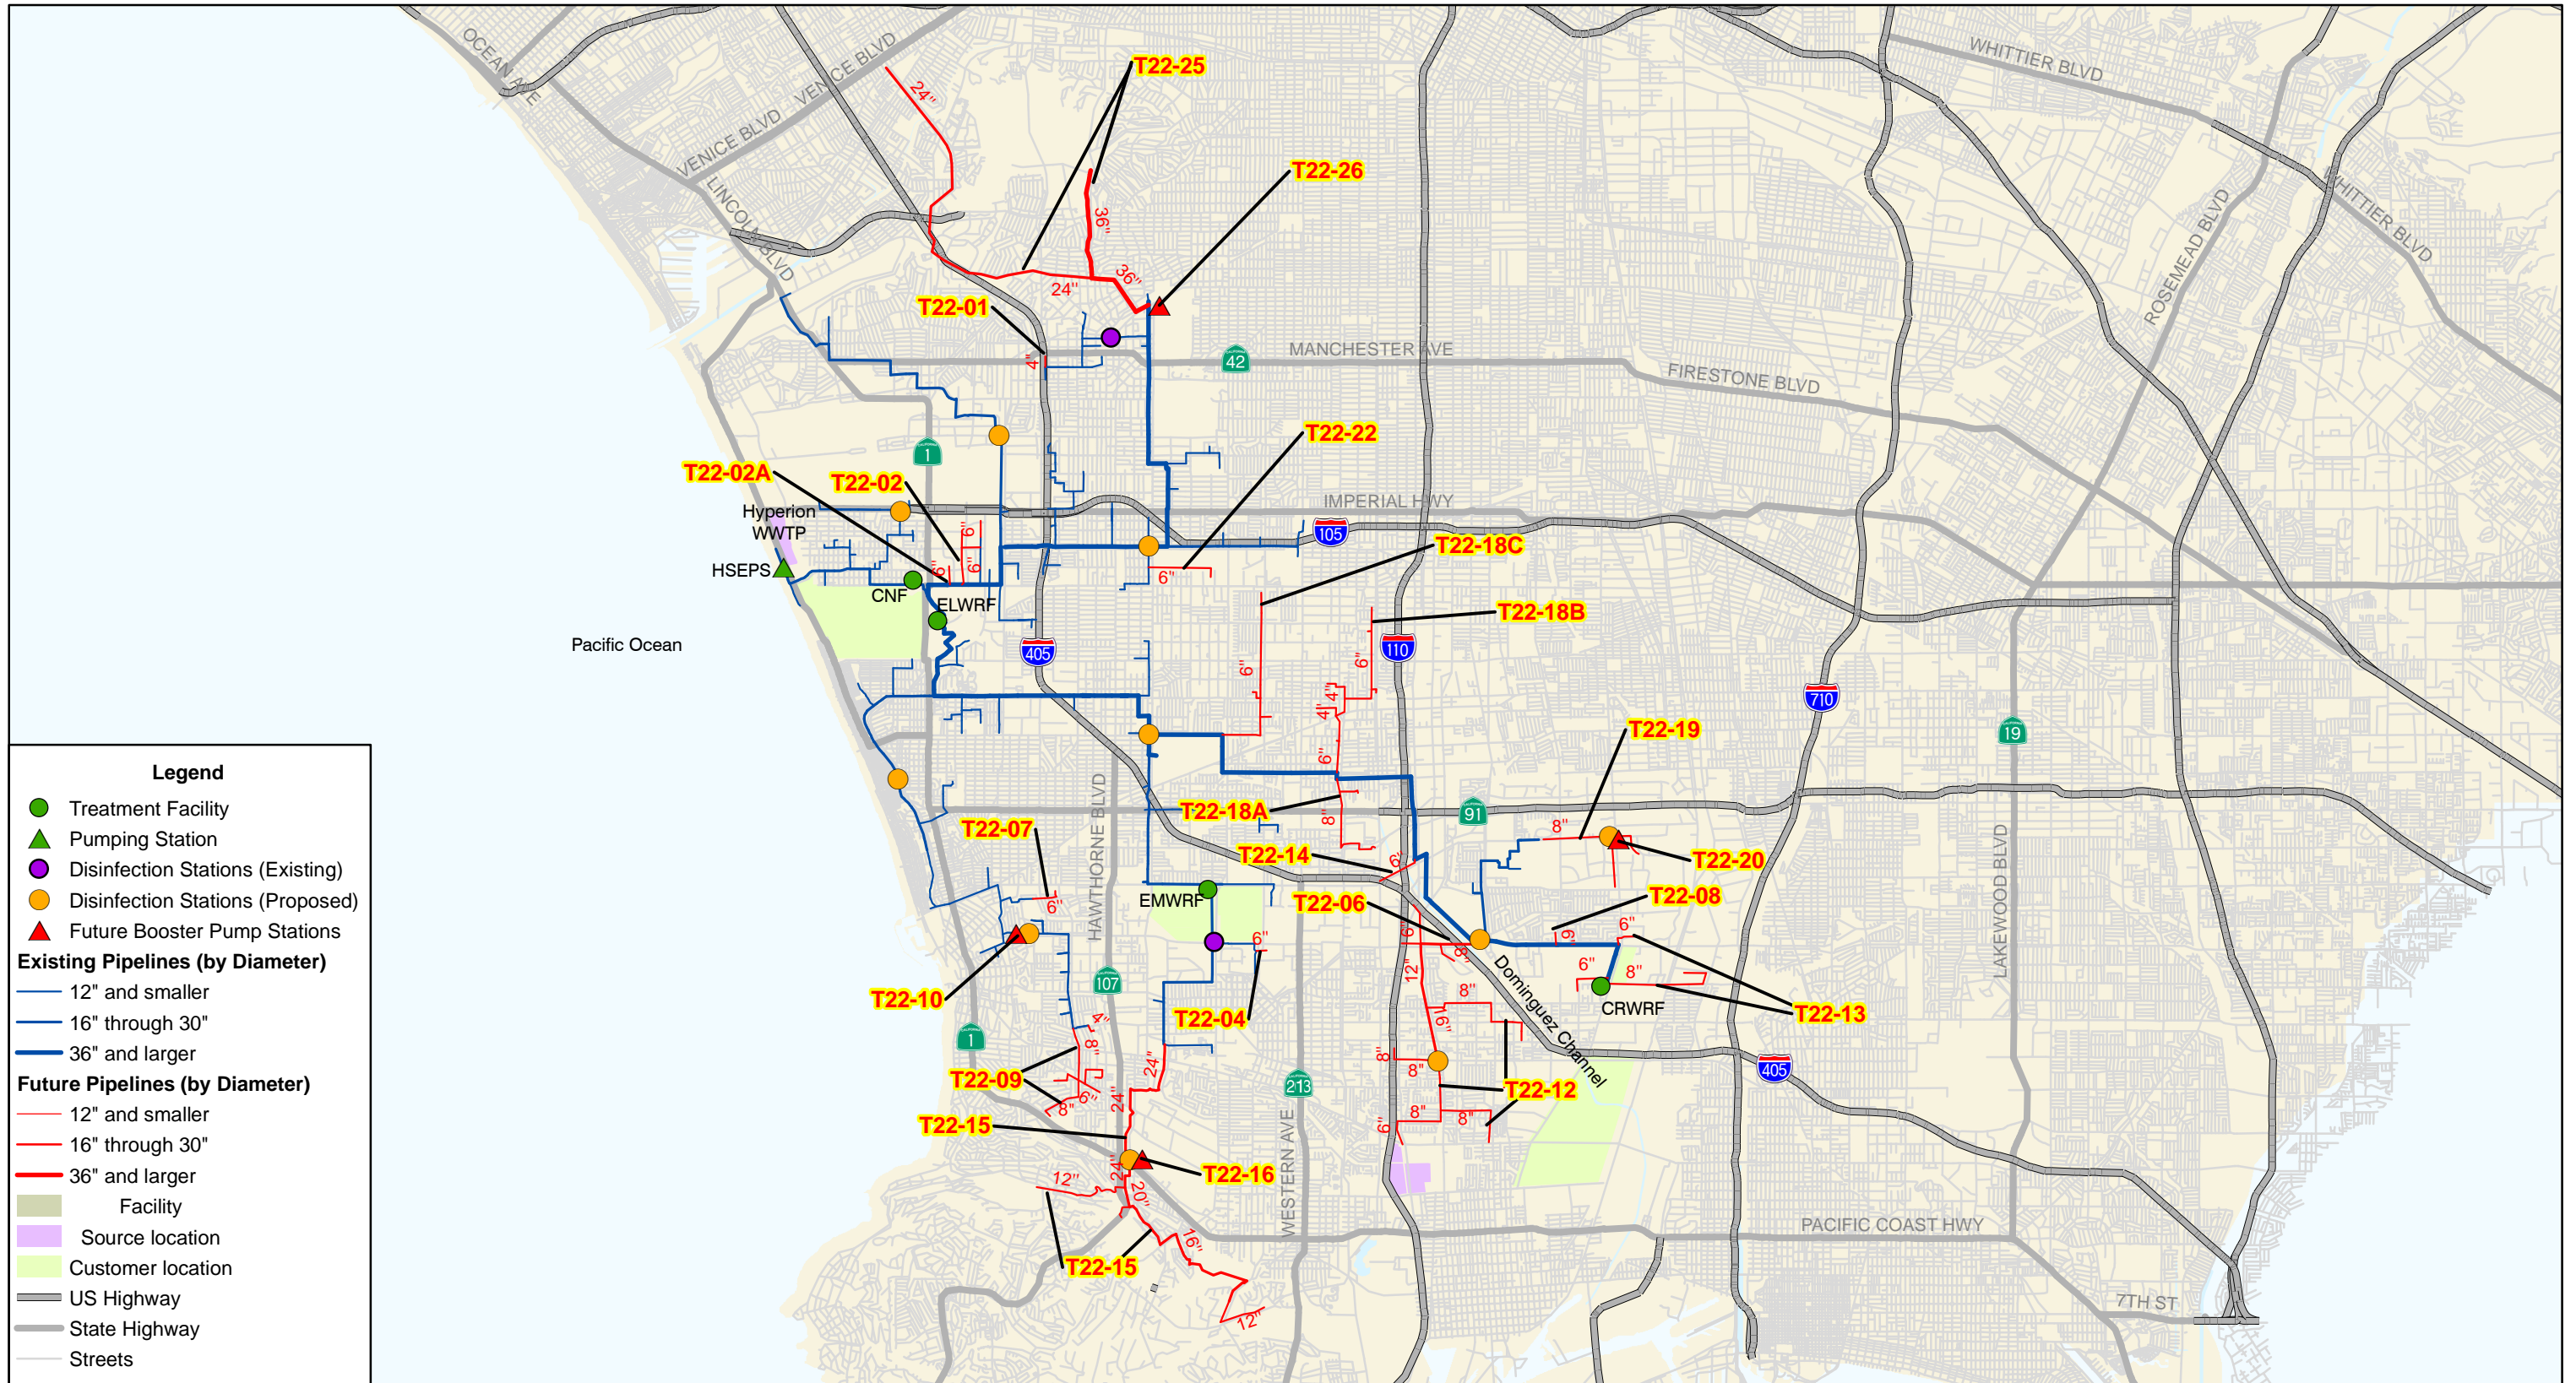 OCEAN AVE
VENICE BLVD
VENICE BLVD
LINCOLN BLVD
WHITTIER BLVD
WHITTIER BLVD
ROSEMEAD BLVD
T22-25
24"
T22-26
36"
36"
24"
T22-01
4"
CALIFORNIA
42
MANCHESTER AVE
FIRESTONE BLVD
T22-22
CALIFORNIA
1
T22-02A
T22-02
Hyperion
WWTP
IMPERIAL HWY
105
6"
6"
6"
6"
T22-18C
HSEPS
CNF
ELWRF
T22-18B
Pacific Ocean
405
110
6"
6"
4"
4"
710
CALIFORNIA
19
T22-19
6"
HAWTHORNE BLVD
T22-18A
8"
CALIFORNIA
91
T22-07
8"
LAKEWOOD BLVD
T22-14
6"
T22-20
6"
EMWRF
T22-06
T22-08
6"
6"
6"
6"
8"
CALIFORNIA
107
12"
Dominguez Channel
6"
8"
T22-10
T22-04
8"
CRWRF
T22-13
CALIFORNIA
1
4"
8"
16"
24"
8"
8"
405
T22-09
6"
8"
24"
CALIFORNIA
213
T22-12
T22-15
8"
8"
6"
WESTERN AVE
24"
T22-16
12"
20"
PACIFIC COAST HWY
16"
T22-15
12"
7TH ST
Legend
Treatment Facility
Pumping Station
Disinfection Stations (Existing)
Disinfection Stations (Proposed)
Future Booster Pump Stations
Existing Pipelines (by Diameter)
12" and smaller
16" through 30"
36" and larger
Future Pipelines (by Diameter)
12" and smaller
16" through 30"
36" and larger
Facility
Source location
Customer location
US Highway
State Highway
Streets